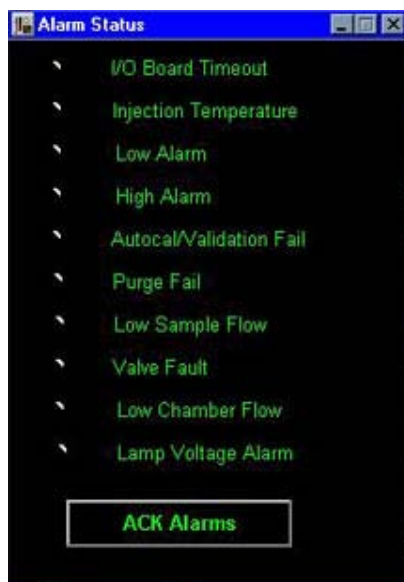 Alarm Status
I/O Board Timeout
Injection Temperature
Low Alarm
High Alarm
Autocal/Validation Fail
Purge Fail
Low Sample Flow
Valve Fault
Low Chamber Flow
Lamp Voltage Alarm
ACK Alarms